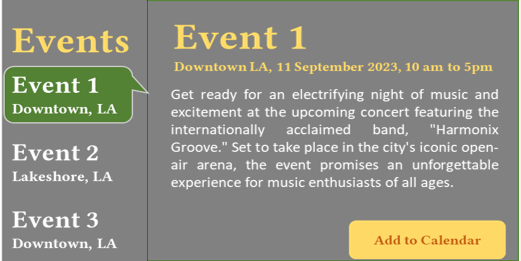 Events
Event 1
Downtown, LA
Event 2
Lakeshore, LA
Event 3
Downtown, LA
Event 1
Downtown LA, 11 September 2023, 10 am to 5pm
Get ready for an electrifying night of music and
excitement at the upcoming concert featuring the
internationally acclaimed band, "Harmonix
Groove." Set to take place in the city's iconic open-
air arena, the event promises an unforgettable
experience for music enthusiasts of all ages.
Add to Calendar